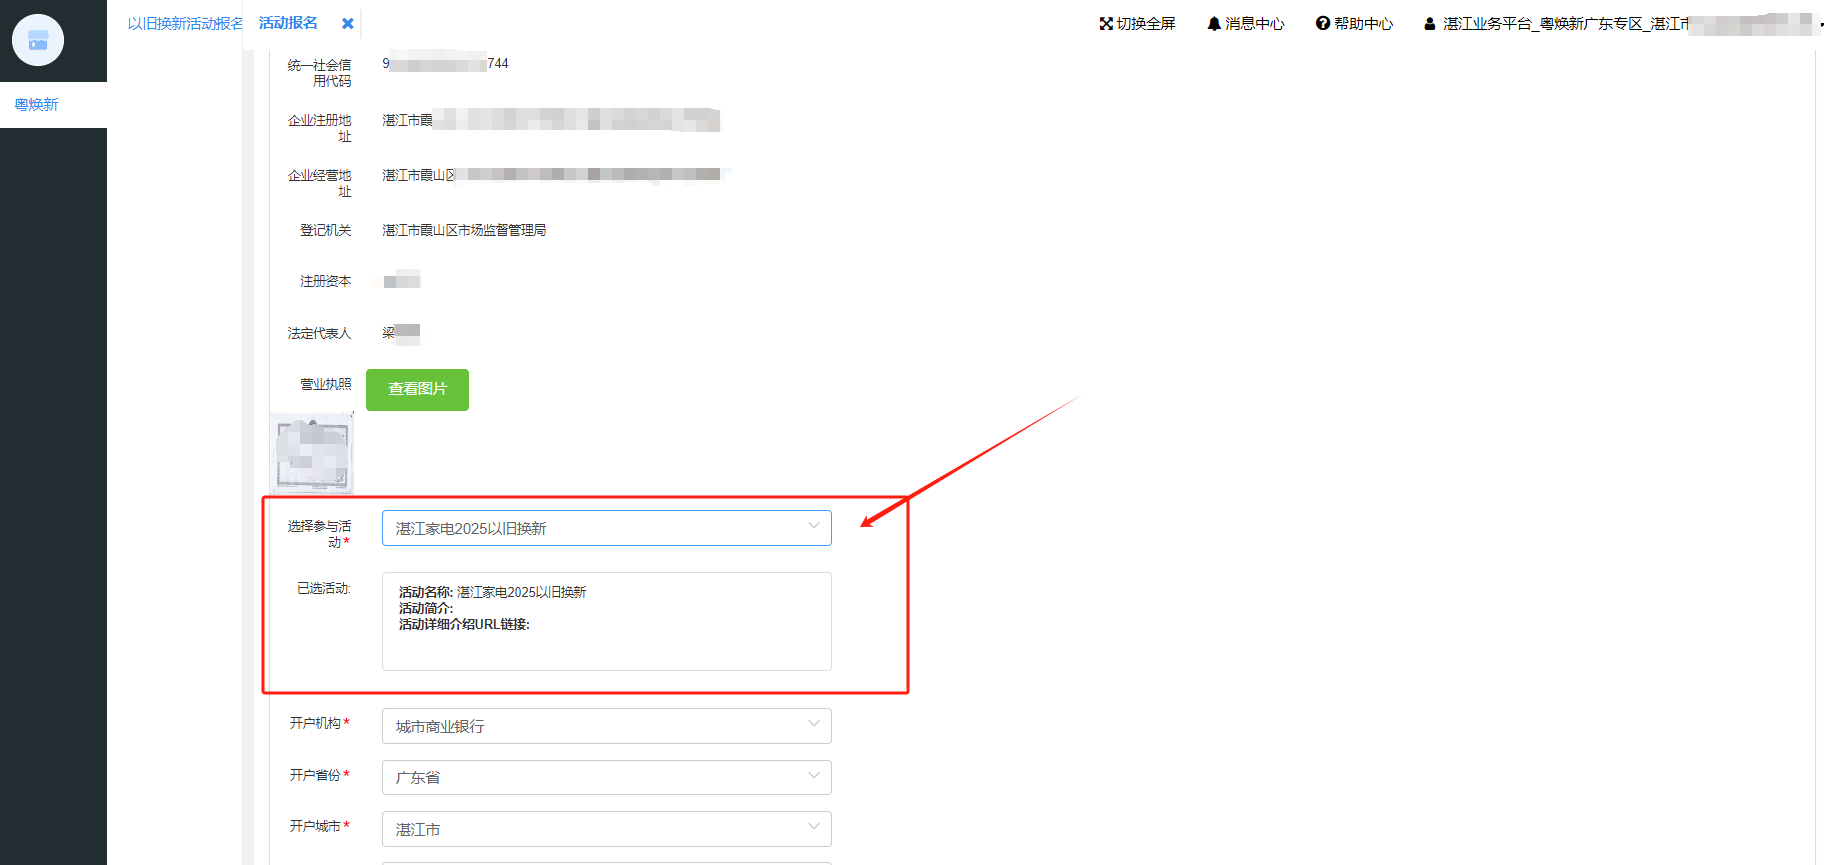 以旧换新活动报名
活动报名
切换全屏
消息中心
帮助中心
湛江业务平台_粤焕新广东专区_湛江市
粤焕新
统一社会信用代码
9
744
企业注册地址
湛江市霞
企业经营地址
湛江市霞山区
登记机关
湛江市霞山区市场监督管理局
注册资本
法定代表人
梁
营业执照
查看图片
选择参与活动*
湛江家电2025以旧换新
已选活动:
活动名称: 湛江家电2025以旧换新
活动简介:
活动详细介绍URL链接:
开户机构*
城市商业银行
开户省份*
广东省
开户城市*
湛江市